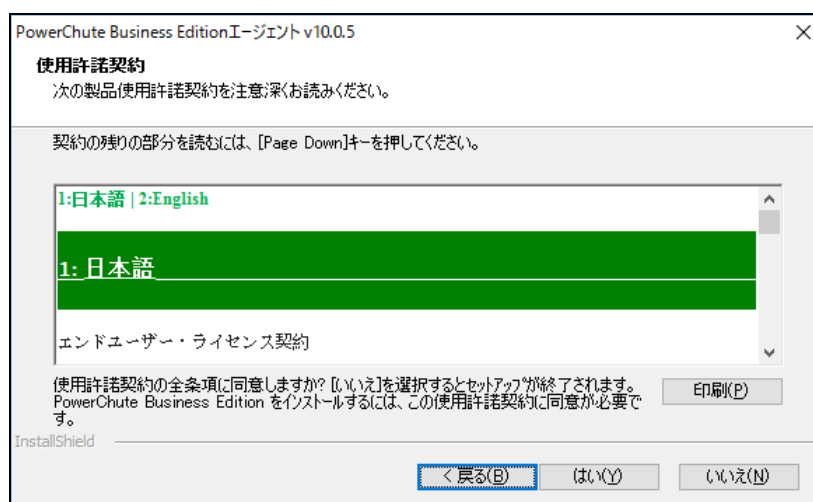 PowerChute Business Editionエージェント v10.0.5
使用許諾契約
次の製品使用許諾契約を注意深くお読みください。
契約の残りの部分を読むには、[Page Down]キーを押してください。
1:日本語 | 2:English
1: 日本語
エンドユーザー・ライセンス契約
使用許諾契約の全条項に同意しますか? [いいえ]を選択するとセットアップが終了されます。
PowerChute Business Edition をインストールするには、この使用許諾契約に同意が必要で
す。
印刷(P)
InstallShield
< 戻る(B)
はい(Y)
いいえ(N)